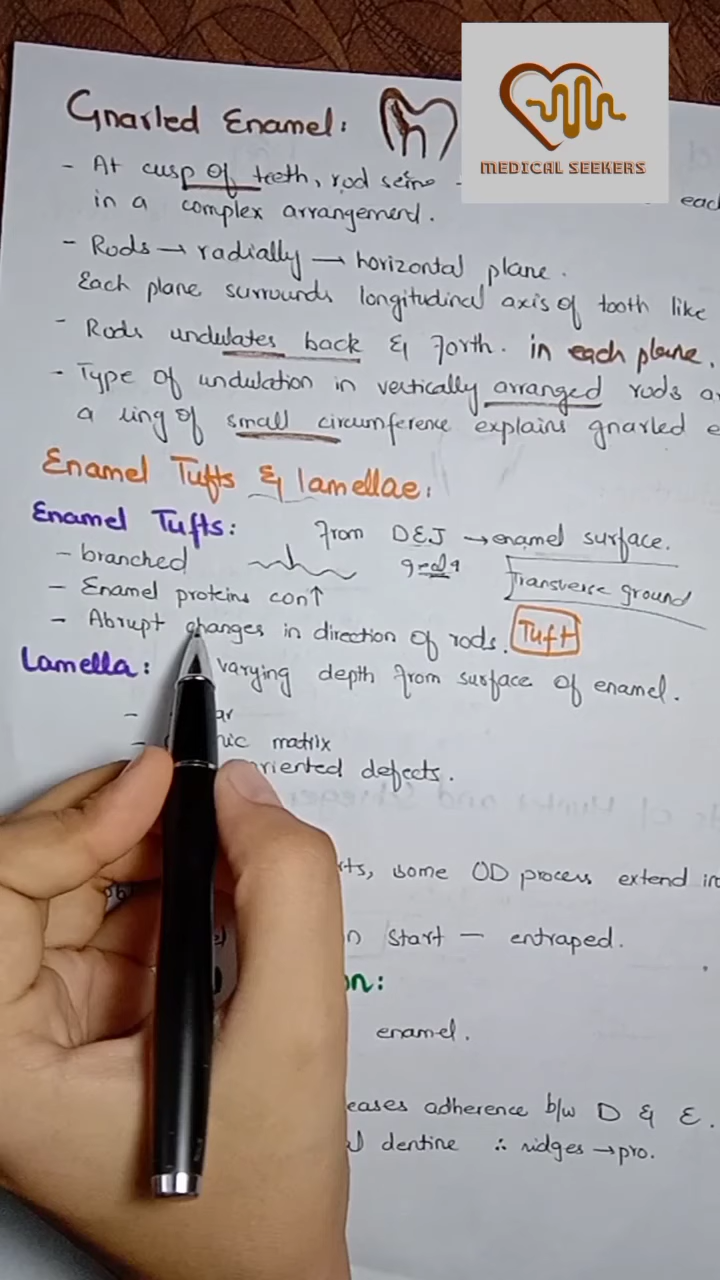 Gnarled Enamel:
MEDICAL SEEKERS
- At cusp of teeth, rod seems
in a complex arrangement.
- Rods → radially → horizontal plane.
Each plane surrounds longitudinal axis of tooth like
- Rods undulates back & forth. in each plane.
- Type of undulation in vertically arranged rods
a ring of small circumference explains gnarled
Enamel Tufts & lamellae:
Enamel Tufts: from DEJ → enamel surface.
- branched
Transverse ground
- Enamel proteins con↑
- Abrupt changes in direction of rods. Tuft
Lamella: varying depth from surface of enamel.
matrix
oriented defects.
some OD process extend
start - entraped.
enamel.
adherence b/w D & E.
dentine ∴ ridges → pro.